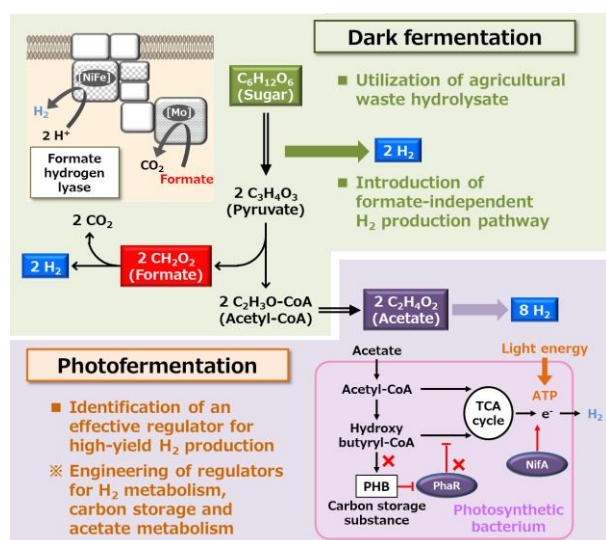 Dark fermentation
[NiFe]
H2
2 H+
[Mo]
CO2
Formate
Formate
hydrogen
lyase
C6H12O6
(Sugar)
■ Utilization of agricultural
waste hydrolysate
2 H2
■ Introduction of
formate-independent
H2 production pathway
2 C3H4O3
(Pyruvate)
2 CO2
2 H2
2 CH2O2
(Formate)
2 C2H3O-CoA
(Acetyl-CoA)
2 C2H4O2
(Acetate)
8 H2
Photofermentation
■ Identification of an
effective regulator for
high-yield H2 production
※ Engineering of regulators
for H2 metabolism,
carbon storage and
acetate metabolism
Acetate
Acetyl-CoA
Hydroxy
butyryl-CoA
PHB
Carbon storage
substance
PhaR
TCA
cycle
Light energy
ATP
e-
H2
NifA
Photosynthetic
bacterium